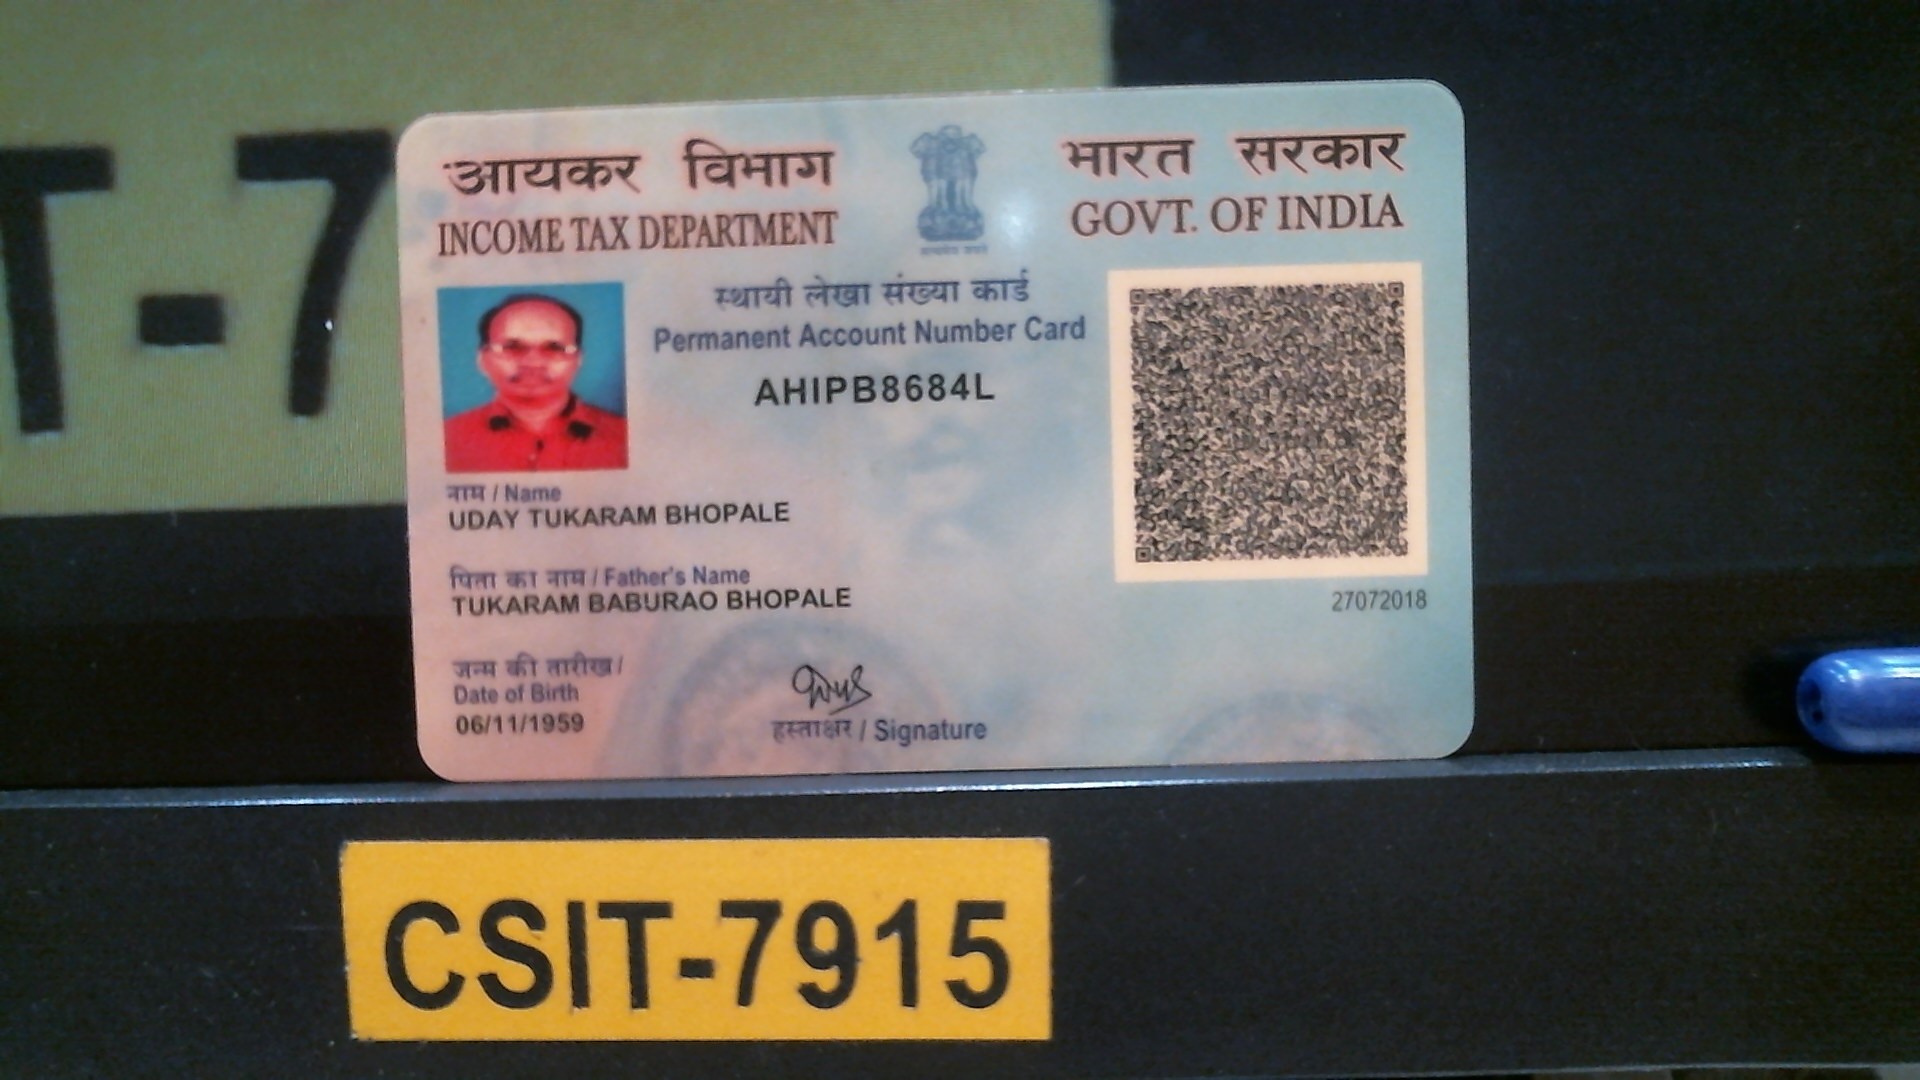 T-7
आयकर विभाग
INCOME TAX DEPARTMENT
भारत सरकार
GOVT. OF INDIA
स्थायी लेखा संख्या कार्ड
Permanent Account Number Card
AHIPB8684L
नाम / Name
UDAY TUKARAM BHOPALE
पिता का नाम / Father's Name
TUKARAM BABURAO BHOPALE
27072018
जन्म की तारीख /
Date of Birth
06/11/1959
हस्ताक्षर / Signature
CSIT-7915